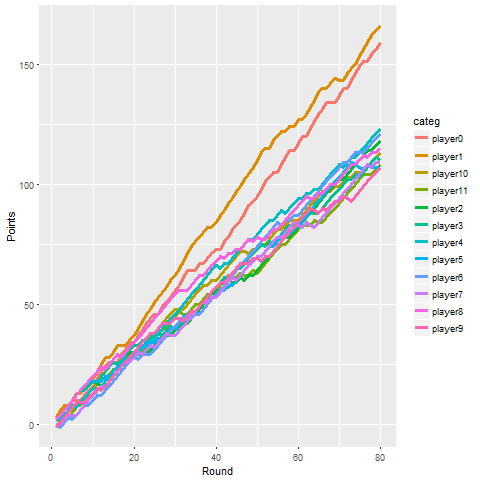 150
100
50
0
Points
0
20
40
60
80
Round
categ
player0
player1
player10
player11
player2
player3
player4
player5
player6
player7
player8
player9